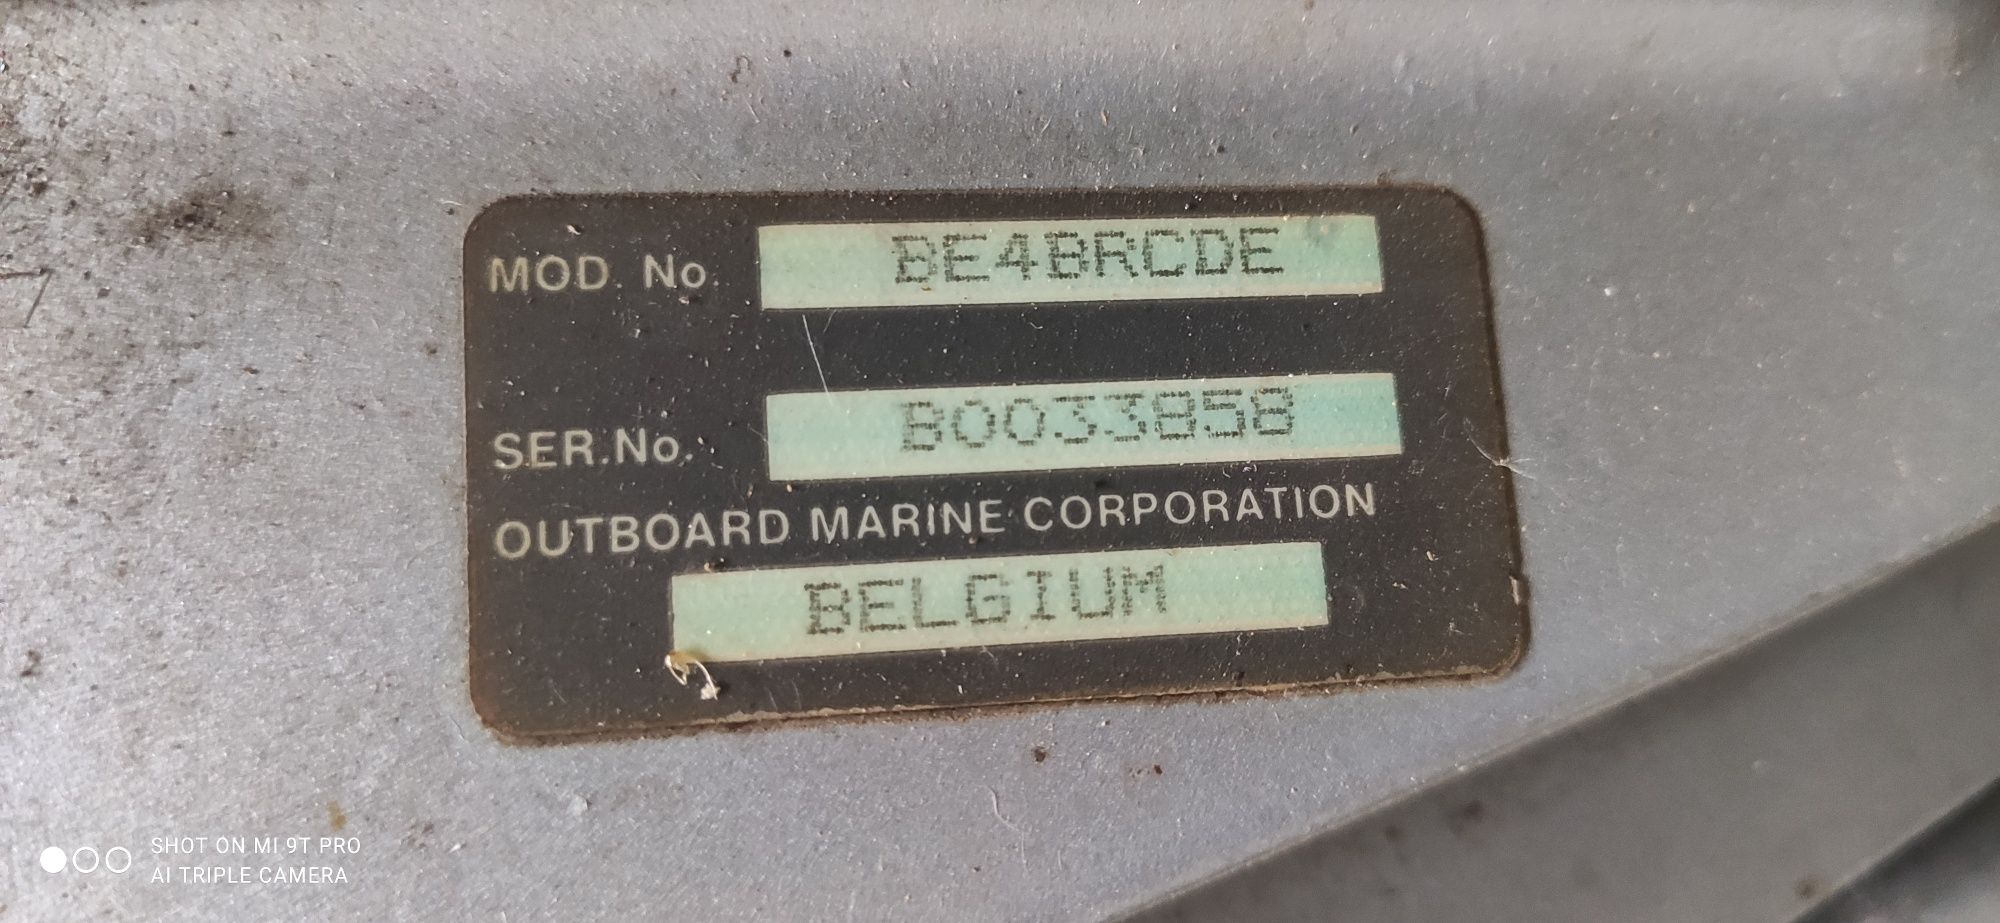 MOD. No. BE4BRCDE
SER.No. B0033858
OUTBOARD MARINE CORPORATION
BELGIUM
SHOT ON MI 9T PRO
AI TRIPLE CAMERA